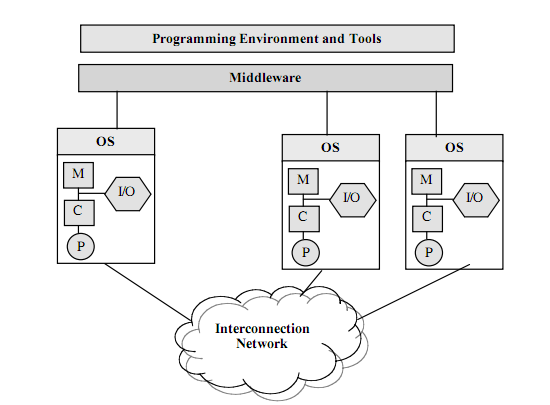 Programming Environment and Tools
Middleware
OS
M
I/O
C
P
OS
M
I/O
C
P
OS
M
I/O
C
P
Interconnection
Network